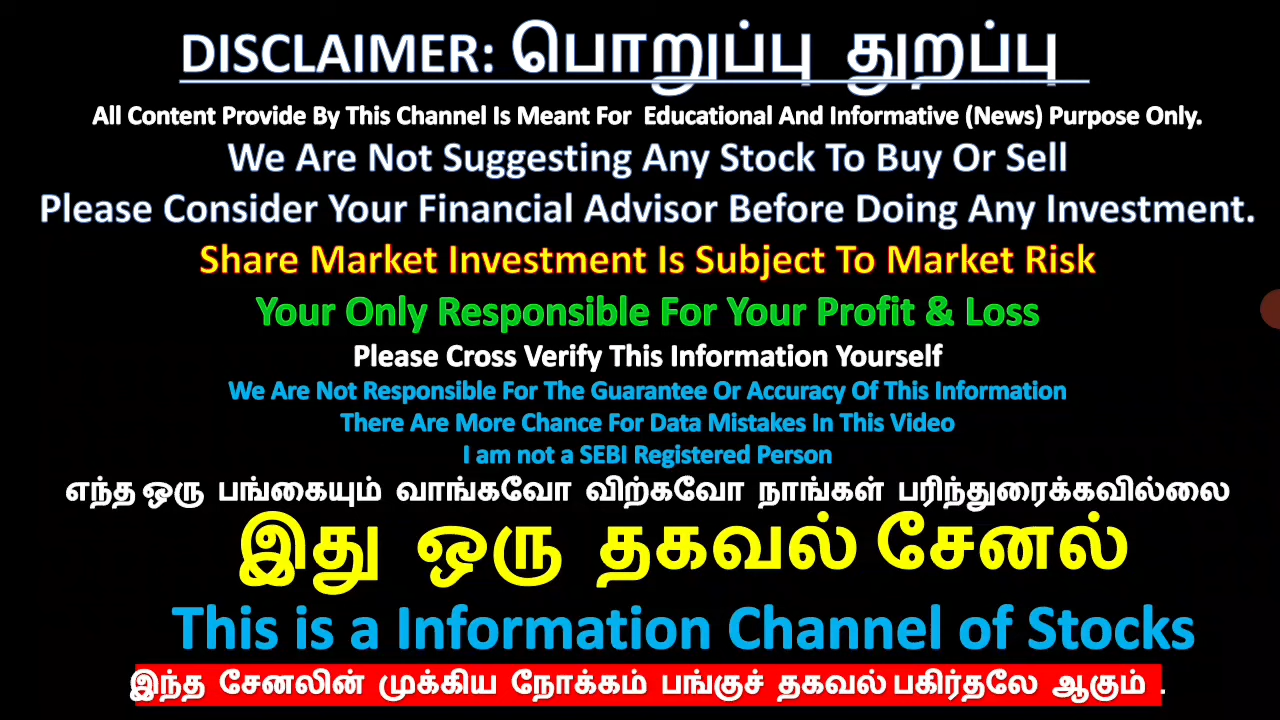 DISCLAIMER: பொறுப்பு துறப்பு
All Content Provide By This Channel Is Meant For Educational And Informative (News) Purpose Only.
We Are Not Suggesting Any Stock To Buy Or Sell
Please Consider Your Financial Advisor Before Doing Any Investment.
Share Market Investment Is Subject To Market Risk
Your Only Responsible For Your Profit & Loss
Please Cross Verify This Information Yourself
We Are Not Responsible For The Guarantee Or Accuracy Of This Information
There Are More Chance For Data Mistakes In This Video
I am not a SEBI Registered Person
எந்த ஒரு பங்கையும் வாங்கவோ விற்கவோ நாங்கள் பரிந்துரைக்கவில்லை
இது ஒரு தகவல் சேனல்
This is a Information Channel of Stocks
இந்த சேனலின் முக்கிய நோக்கம் பங்குச் தகவல் பகிர்தலே ஆகும் .